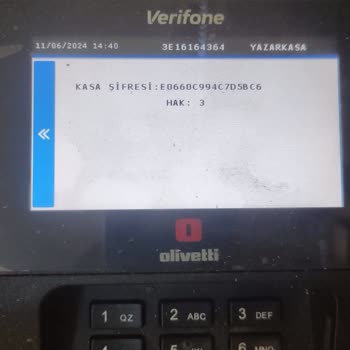 Verifone
11/06/2024 14:40 3E16164364 YAZARKASA
KASA ŞİFRESİ:E0660C994C7D5BC6
HAK: 3
olivetti
1 QZ 2 ABC 3 DEF